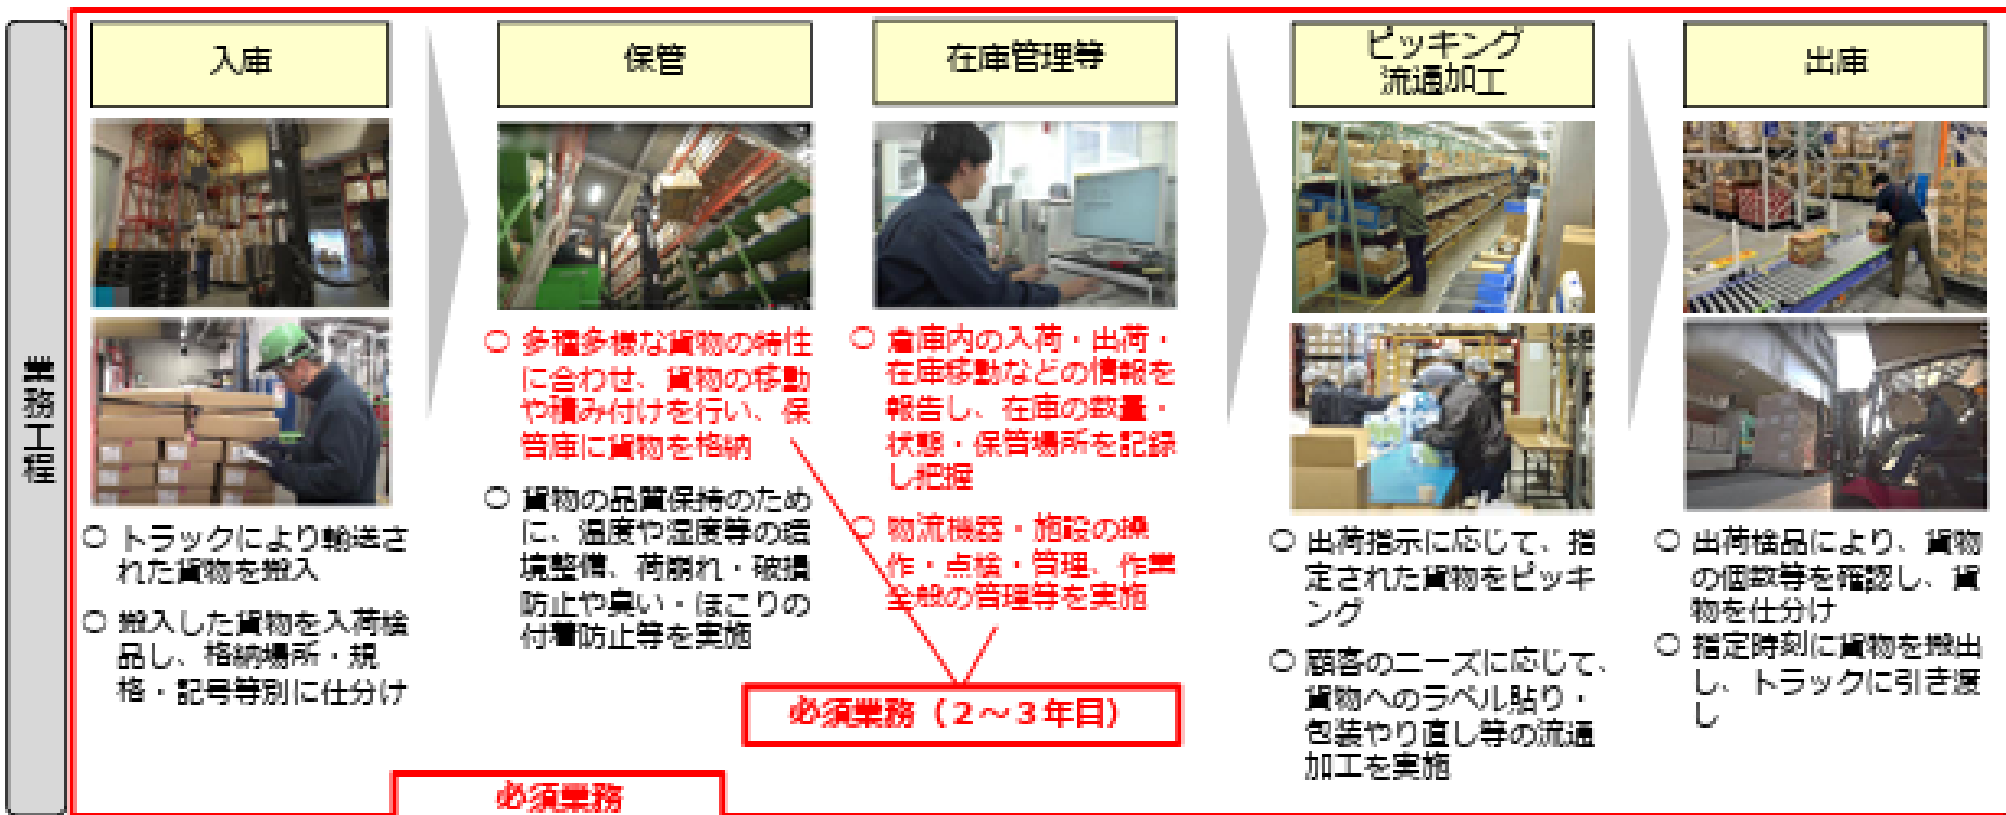 業務工程
入庫
○ トラックにより輸送さ
れた貨物を搬入
○ 搬入した貨物を入荷検
品し、格納場所・規
格・記号等別に仕分け
保管
○ 多種多様な貨物の特性
に合わせ、貨物の移動
や積み付けを行い、保
管庫に貨物を格納
○ 貨物の品質保持のため
に、温度や湿度等の環
境整備、荷崩れ・破損
防止や臭い・ほこりの
付着防止等を実施
在庫管理等
○ 倉庫内の入荷・出荷・
在庫移動などの情報を
報告し、在庫の数量・
状態・保管場所を記録
し把握
○ 物流機器・施設の操
作・点検・管理、作業
全般の管理等を実施
ピッキング
流通加工
○ 出荷指示に応じて、指
定された貨物をピッキ
ング
○ 顧客のニーズに応じて、
貨物へのラベル貼り・
包装やり直し等の流通
加工を実施
出庫
○ 出荷検品により、貨物
の個数等を確認し、貨
物を仕分け
○ 指定時刻に貨物を搬出
し、トラックに引き渡
し
必須業務（２～３年目）
必須業務